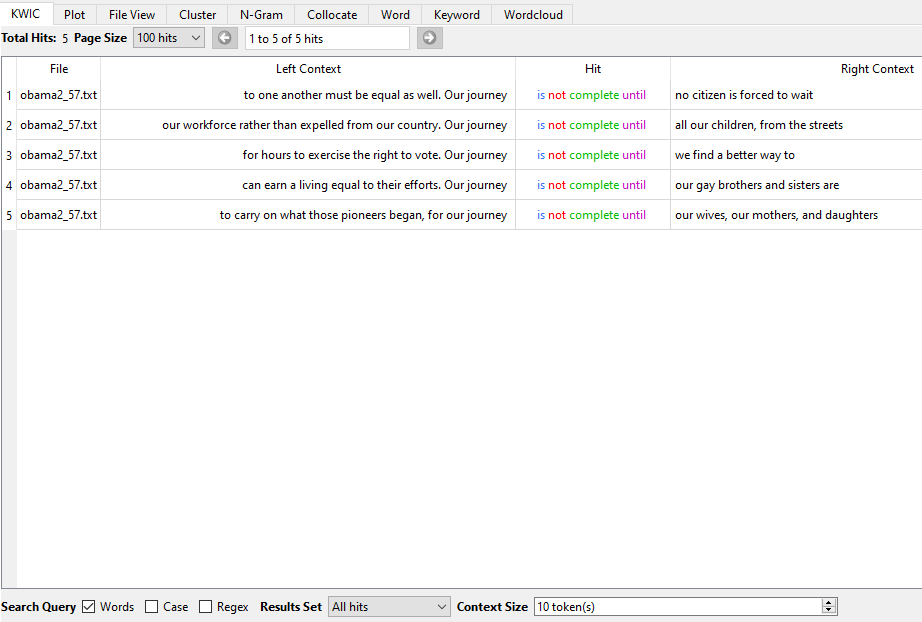 KWIC Plot File View Cluster N-Gram Collocate Word Keyword Wordcloud
Total Hits: 5 Page Size 100 hits 1 to 5 of 5 hits
File Left Context Hit Right Context
1 obama2_57.txt to one another must be equal as well. Our journey is not complete until no citizen is forced to wait
2 obama2_57.txt our workforce rather than expelled from our country. Our journey is not complete until all our children, from the streets
3 obama2_57.txt for hours to exercise the right to vote. Our journey is not complete until we find a better way to
4 obama2_57.txt can earn a living equal to their efforts. Our journey is not complete until our gay brothers and sisters are
5 obama2_57.txt to carry on what those pioneers began, for our journey is not complete until our wives, our mothers, and daughters
Search Query Words Case Regex Results Set All hits Context Size 10 token(s)